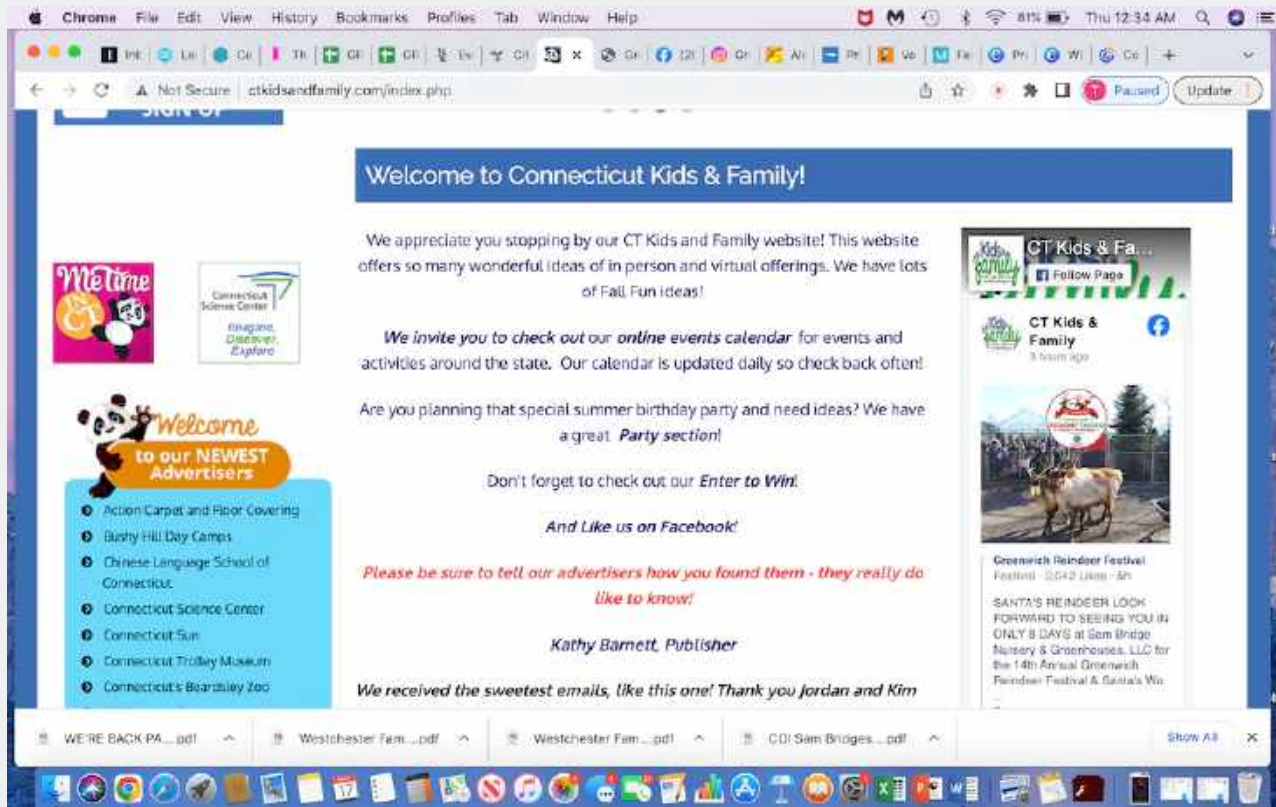 Chrome File Edit View History Bookmarks Profiles Tab Window Help
81% Thu 12:34 AM
Not Secure ctkidsandfamily.com/index.php
Paused
Update
SIGN UP
Welcome to Connecticut Kids & Family!
We appreciate you stopping by our CT Kids and Family website! This website
offers so many wonderful ideas of in person and virtual offerings. We have lots
of Fall Fun ideas!
We invite you to check out our online events calendar for events and
activities around the state. Our calendar is updated daily so check back often!
Are you planning that special summer birthday party and need ideas? We have
a great Party section!
Don't forget to check out our Enter to Win!
And Like us on Facebook!
Please be sure to tell our advertisers how you found them - they really do
like to know!
Kathy Barnett, Publisher
We received the sweetest emails, like this one! Thank you Jordan and Kim
Me Time
IN CT
Connecticut
Science Center
Imagine,
Discover,
Explore
Welcome
to our NEWEST
Advertisers
Action Carpet and Floor Covering
Bushy Hill Day Camps
Chinese Language School of
Connecticut
Connecticut Science Center
Connecticut Sun
Connecticut Trolley Museum
Connecticut's Beardsley Zoo
Kids
family
CT Kids & Fa...
Follow Page
CT Kids &
Family
3 hours ago
Greenwich Reindeer Festival
SANTA'S REINDEER LOOK
FORWARD TO SEEING YOU IN
ONLY 8 DAYS at Sam Bridge
Nursery & Greenhouses, LLC for
the 14th Annual Greenwich
Reindeer Festival & Santa's Wo
...
WE'RE BACK PA....pdf
Westchester Fam....pdf
Westchester Fam....pdf
CDI Sam Bridges....pdf
Show All